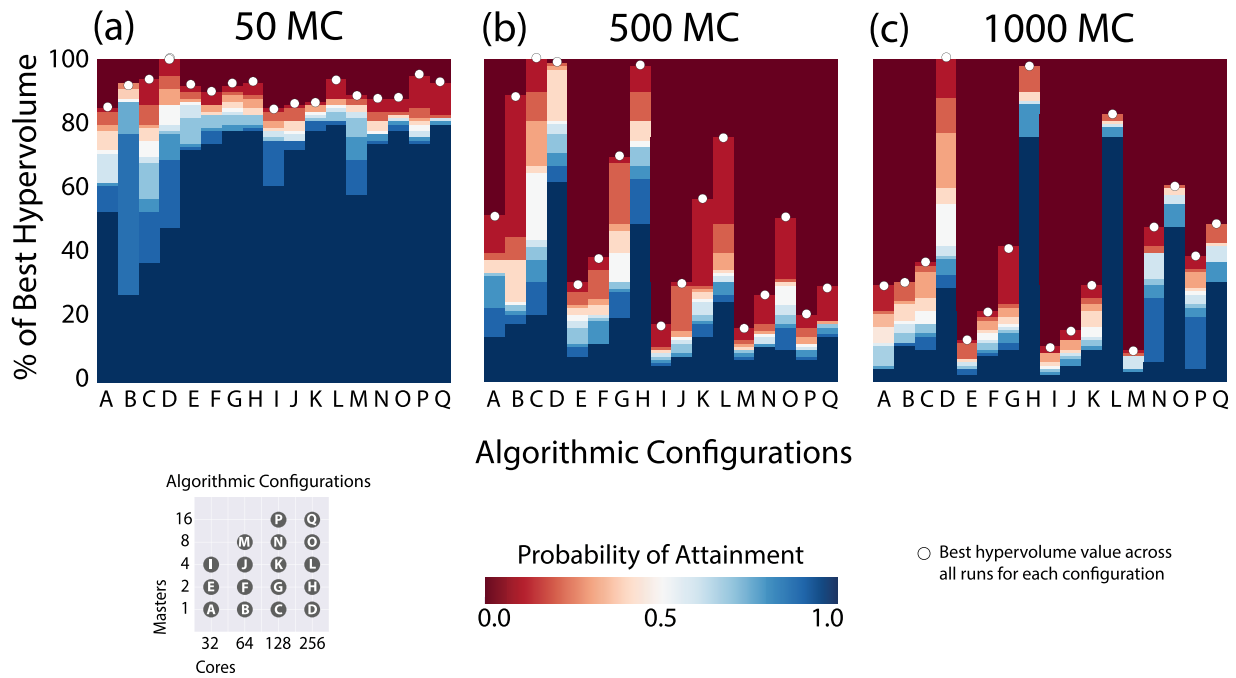 (a) 50 MC
(b) 500 MC
(c) 1000 MC
% of Best Hypervolume
100
80
60
40
20
0
A B C D E F G H I J K L M N O P Q
A B C D E F G H I J K L M N O P Q
A B C D E F G H I J K L M N O P Q
Algorithmic Configurations
Algorithmic Configurations
Masters
16 P Q
8 M N O
4 I J K L
2 E F G H
1 A B C D
32 64 128 256
Cores
Probability of Attainment
0.0 0.5 1.0
Best hypervolume value across
all runs for each configuration